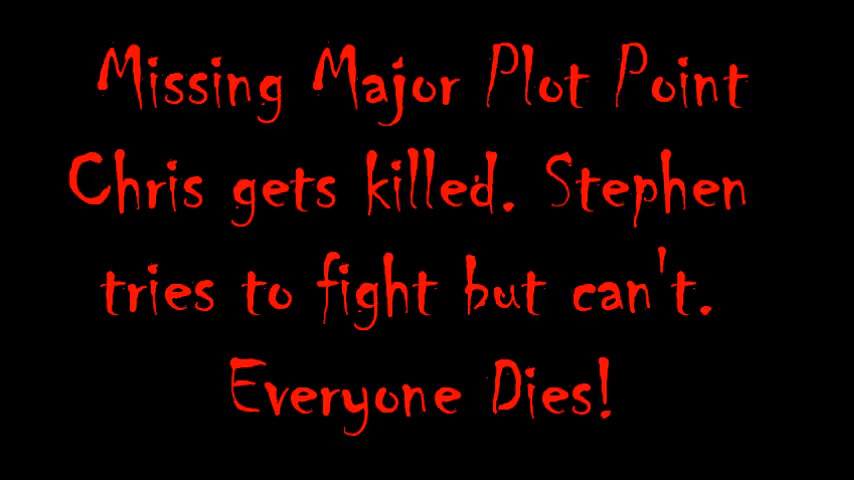 Missing Major Plot Point
Chris gets killed. Stephen
tries to fight but can't.
Everyone Dies!